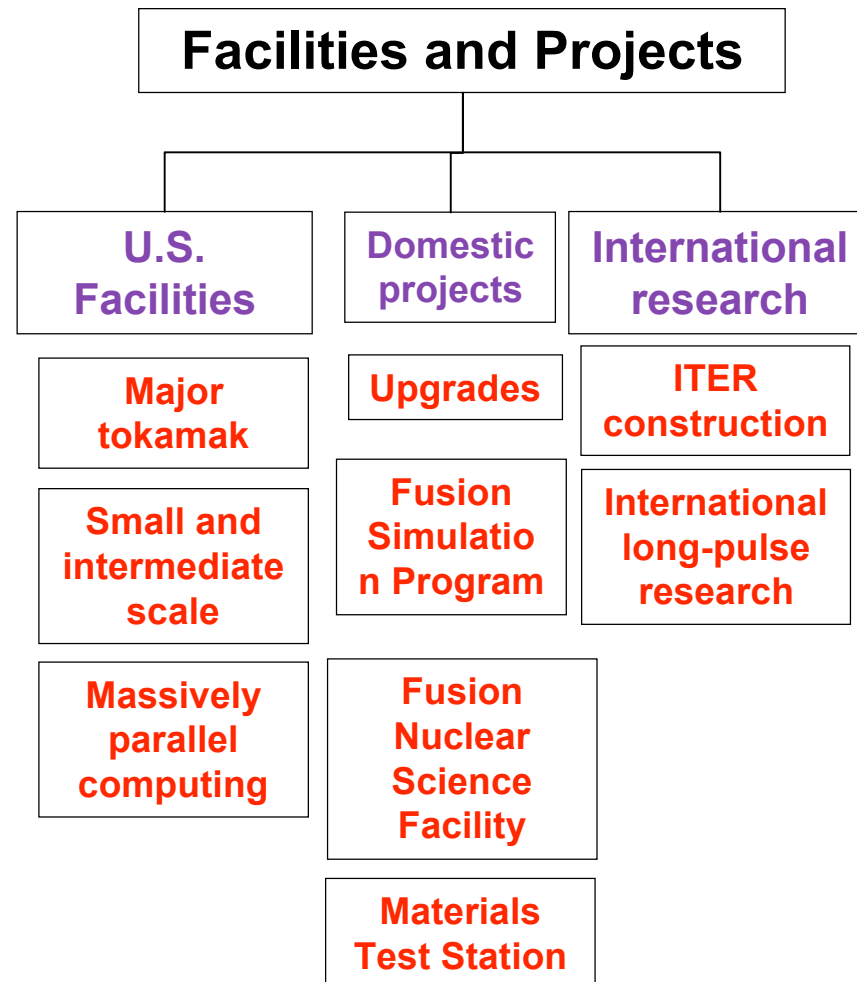 Facilities and Projects
U.S.
Facilities
Major
tokamak
Small and
intermediate
scale
Massively
parallel
computing
Domestic
projects
Upgrades
Fusion
Simulatio
n Program
Fusion
Nuclear
Science
Facility
Materials
Test Station
International
research
ITER
construction
International
long-pulse
research